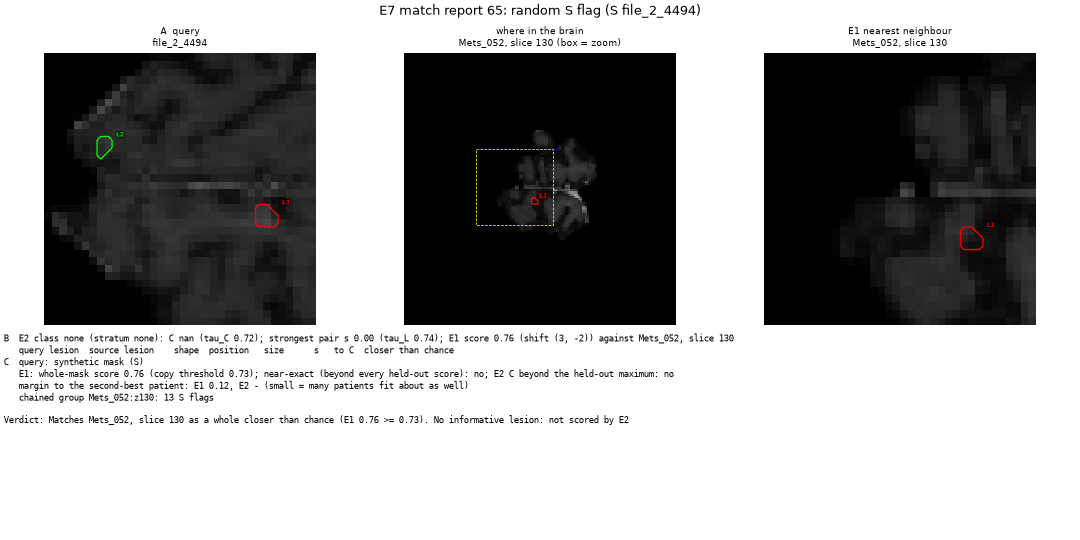 E7 match report 65: random S flag (S file_2_4494)
A query
file_2_4494
where in the brain
Mets_052, slice 130 (box = zoom)
E1 nearest neighbour
Mets_052, slice 130
L2
L1
L1
B E2 class none (stratum none): C nan (tau_C 0.72); strongest pair s 0.00 (tau_L 0.74); E1 score 0.76 (shift (3, -2)) against Mets_052, slice 130
query lesion source lesion shape position size s to C closer than chance
C query: synthetic mask (S)
E1: whole-mask score 0.76 (copy threshold 0.73); near-exact (beyond every held-out score): no; E2 C beyond the held-out maximum: no
margin to the second-best patient: E1 0.12, E2 - (small = many patients fit about as well)
chained group Mets_052:z130: 13 S flags
Verdict: Matches Mets_052, slice 130 as a whole closer than chance (E1 0.76 >= 0.73). No informative lesion: not scored by E2